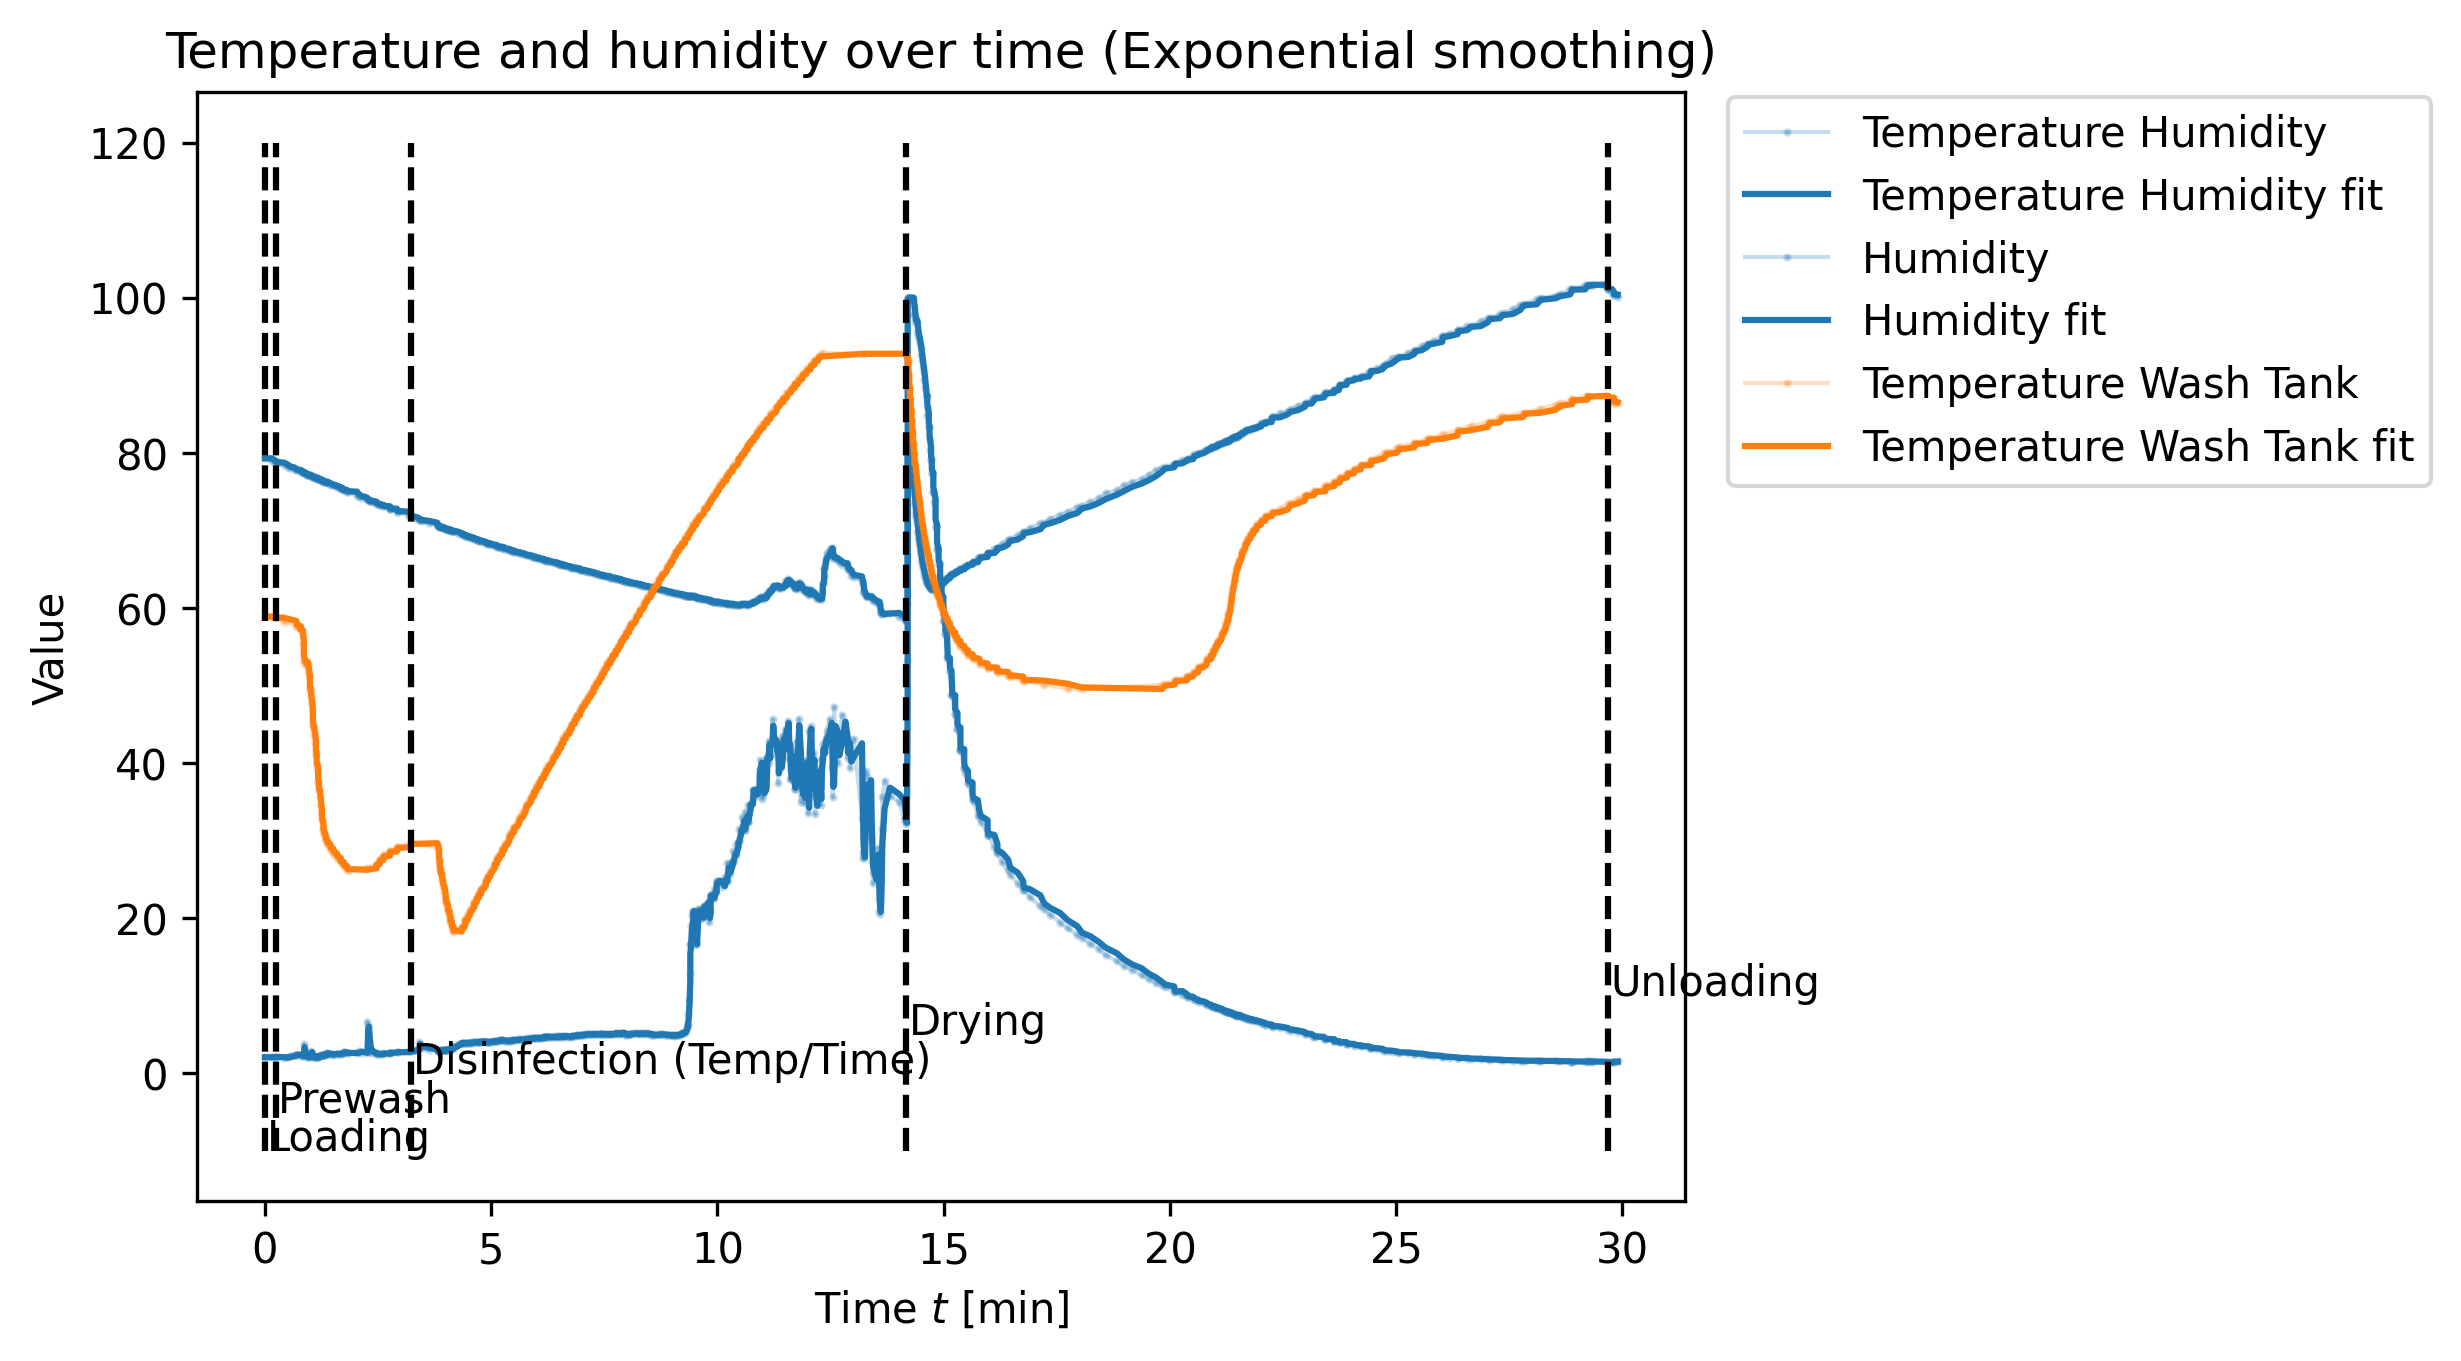 Temperature and humidity over time (Exponential smoothing)
120
100
80
60
40
20
0
Value
Temperature Humidity
Temperature Humidity fit
Humidity
Humidity fit
Temperature Wash Tank
Temperature Wash Tank fit
Unloading
Drying
Disinfection (Temp/Time)
Prewash
Loading
0 5 10 15 20 25 30
Time t [min]